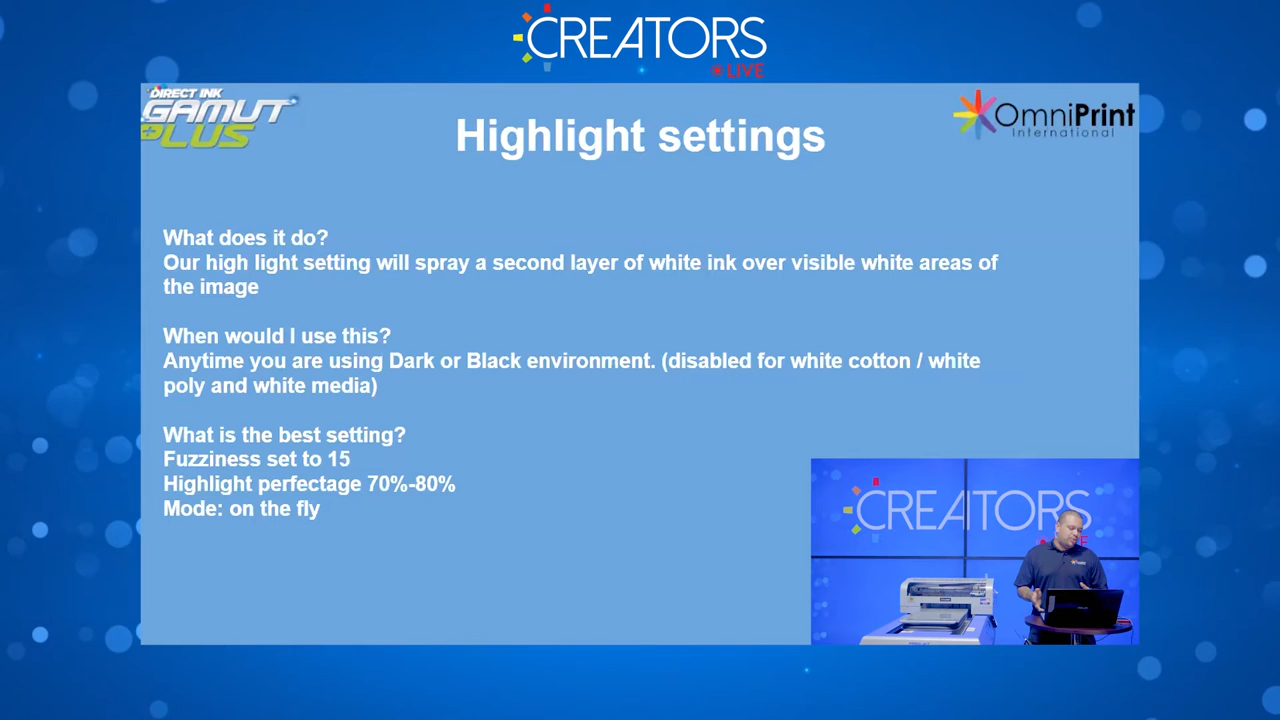 CREATORS
LIVE
DIRECT INK
GAMUT
PLUS
OmniPrint
International
Highlight settings
What does it do?
Our high light setting will spray a second layer of white ink over visible white areas of
the image
When would I use this?
Anytime you are using Dark or Black environment. (disabled for white cotton / white
poly and white media)
What is the best setting?
Fuzziness set to 15
Highlight perfectage 70%-80%
Mode: on the fly
CREATORS